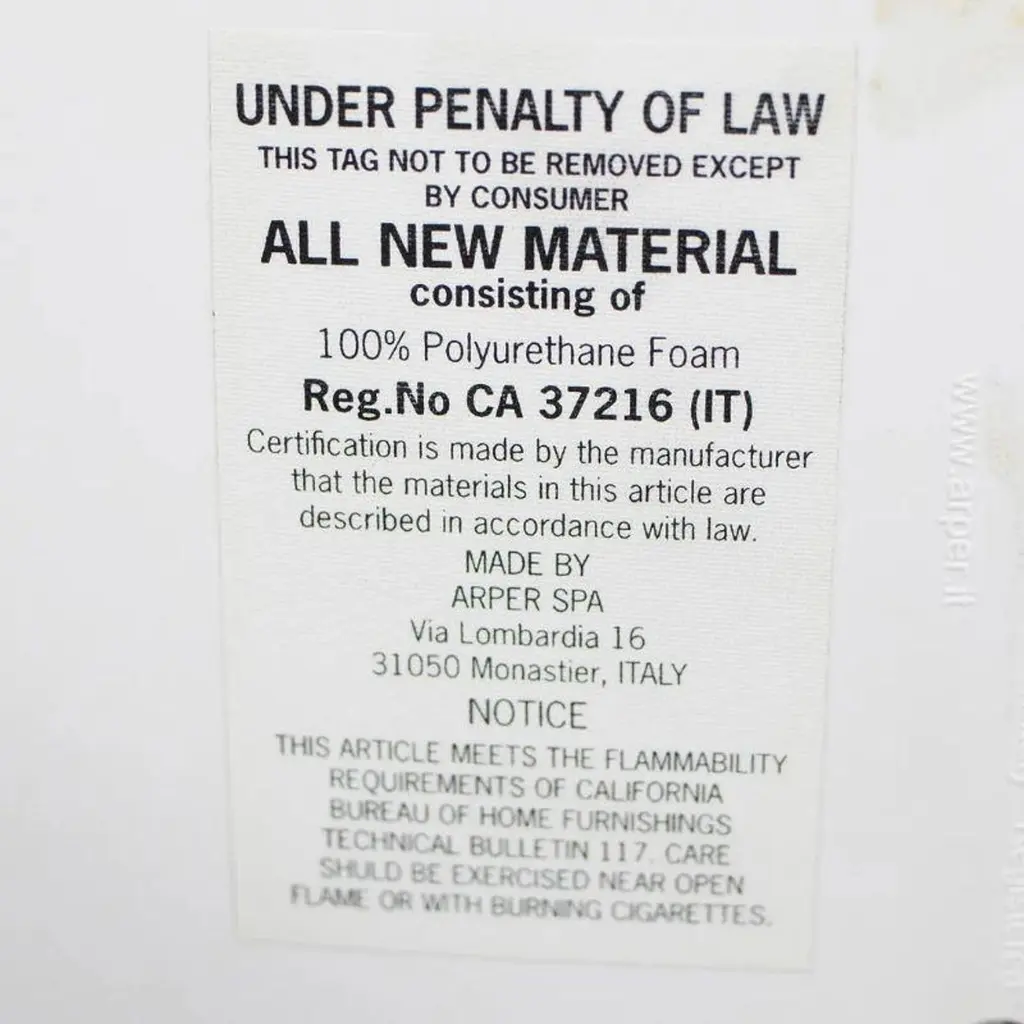 UNDER PENALTY OF LAW
THIS TAG NOT TO BE REMOVED EXCEPT
BY CONSUMER
ALL NEW MATERIAL
consisting of
100% Polyurethane Foam
Reg.No CA 37216 (IT)
Certification is made by the manufacturer
that the materials in this article are
described in accordance with law.
MADE BY
ARPER SPA
Via Lombardia 16
31050 Monastier, ITALY
NOTICE
THIS ARTICLE MEETS THE FLAMMABILITY
REQUIREMENTS OF CALIFORNIA
BUREAU OF HOME FURNISHINGS
TECHNICAL BULLETIN 117. CARE
SHULD BE EXERCISED NEAR OPEN
FLAME OR WITH BURNING CIGARETTES.
www.arper.it